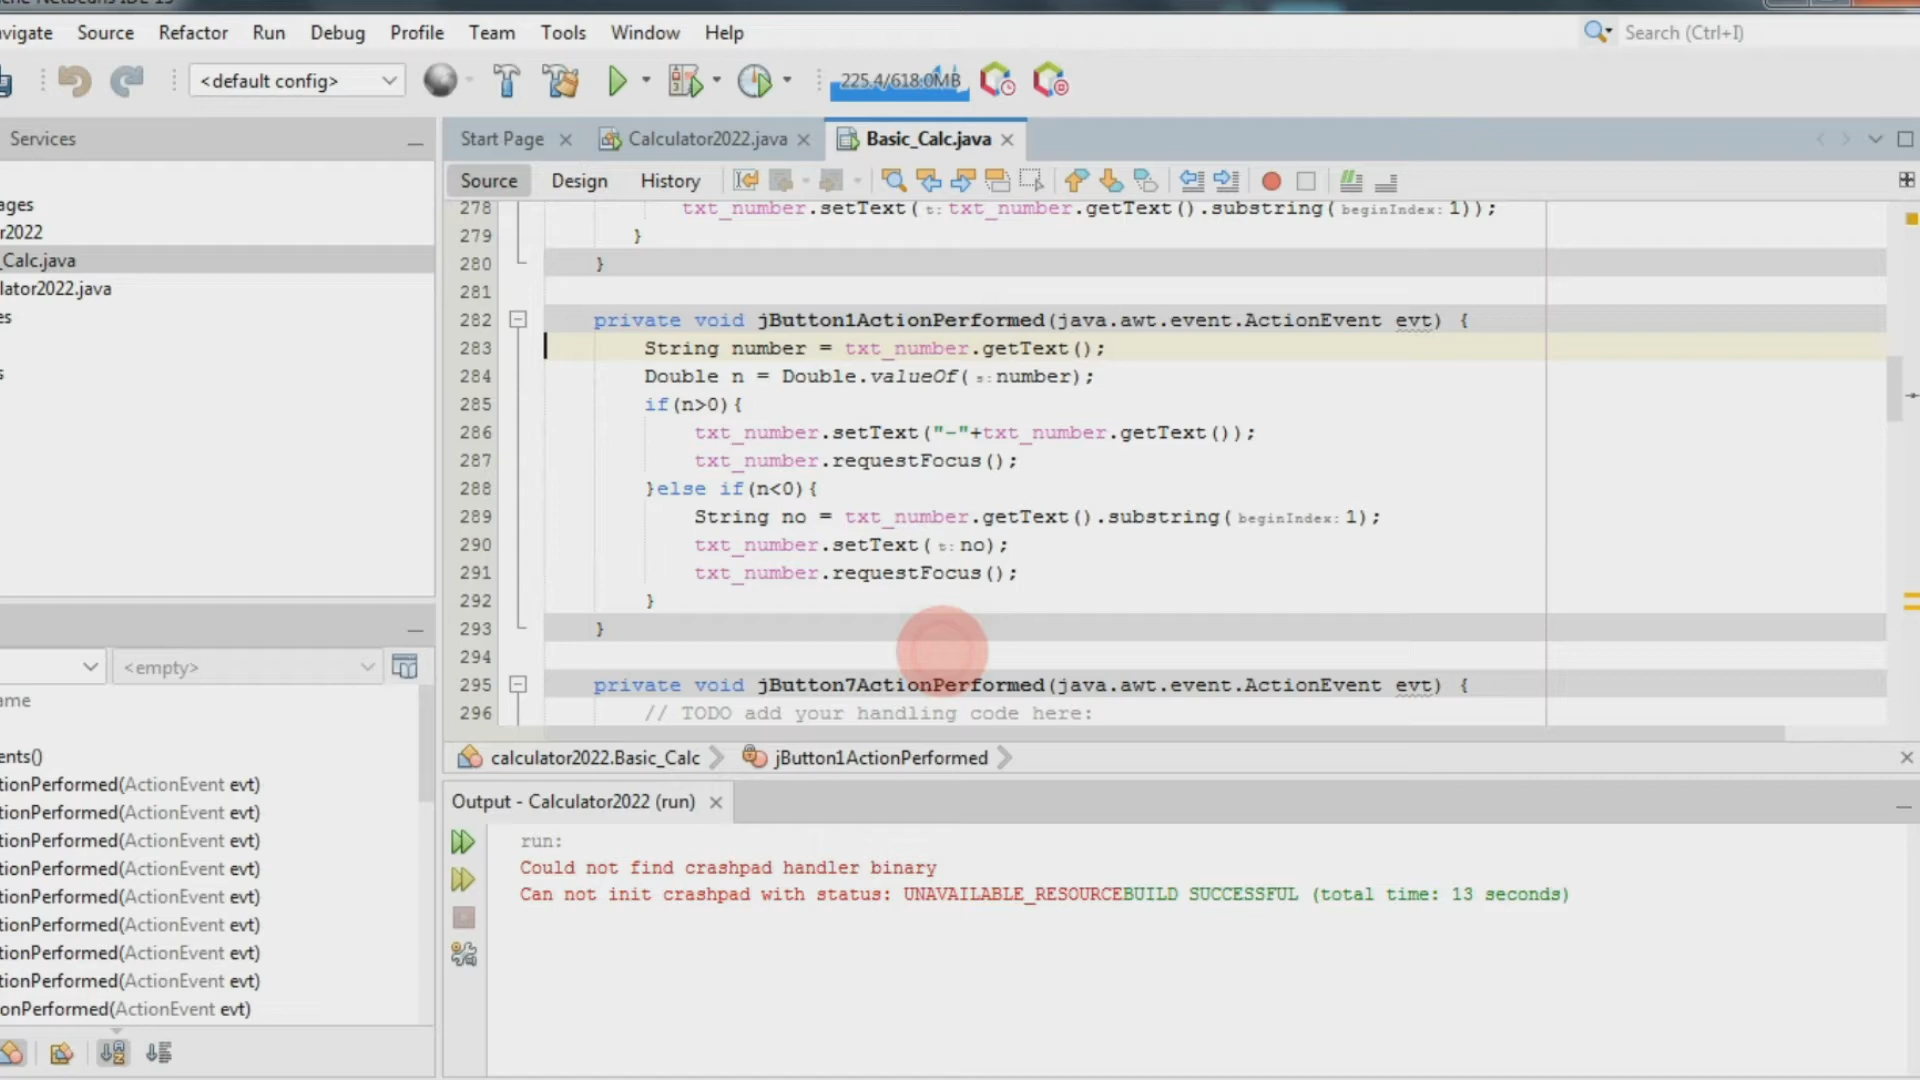 avigate Source Refactor Run Debug Profile Team Tools Window Help Search (Ctrl+I)
<default config> 225.4/618.0MB
Services
ages
r2022
_Calc.java
lator2022.java
es
s
Start Page Calculator2022.java Basic_Calc.java
Source Design History
278 txt_number.setText(t:txt_number.getText().substring(beginIndex:1));
279 }
280 }
281
282 private void jButton1ActionPerformed(java.awt.event.ActionEvent evt) {
283 String number = txt_number.getText();
284 Double n = Double.valueOf(s:number);
285 if(n>0){
286 txt_number.setText("-"+txt_number.getText());
287 txt_number.requestFocus();
288 }else if(n<0){
289 String no = txt_number.getText().substring(beginIndex:1);
290 txt_number.setText(t:no);
291 txt_number.requestFocus();
292 }
293 }
294
295 private void jButton7ActionPerformed(java.awt.event.ActionEvent evt) {
296 // TODO add your handling code here:
calculator2022.Basic_Calc jButton1ActionPerformed
<empty>
ame
ents()
tionPerformed(ActionEvent evt)
tionPerformed(ActionEvent evt)
tionPerformed(ActionEvent evt)
tionPerformed(ActionEvent evt)
tionPerformed(ActionEvent evt)
tionPerformed(ActionEvent evt)
tionPerformed(ActionEvent evt)
tionPerformed(ActionEvent evt)
onPerformed(ActionEvent evt)
Output - Calculator2022 (run)
run:
Could not find crashpad handler binary
Can not init crashpad with status: UNAVAILABLE_RESOURCEBUILD SUCCESSFUL (total time: 13 seconds)